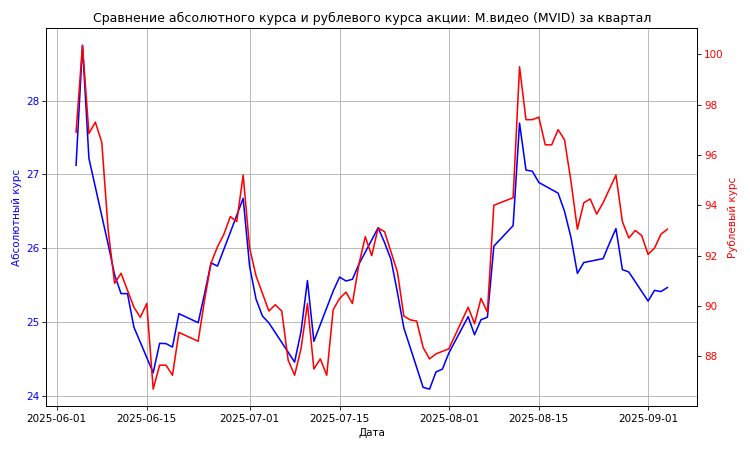 Сравнение абсолютного курса и рублевого курса акции: М.видео (MVID) за квартал
Абсолютный курс
28
27
26
25
24
100
98
96
94
92
90
88
Рублевый курс
2025-06-01 2025-06-15 2025-07-01 2025-07-15 2025-08-01 2025-08-15 2025-09-01
Дата